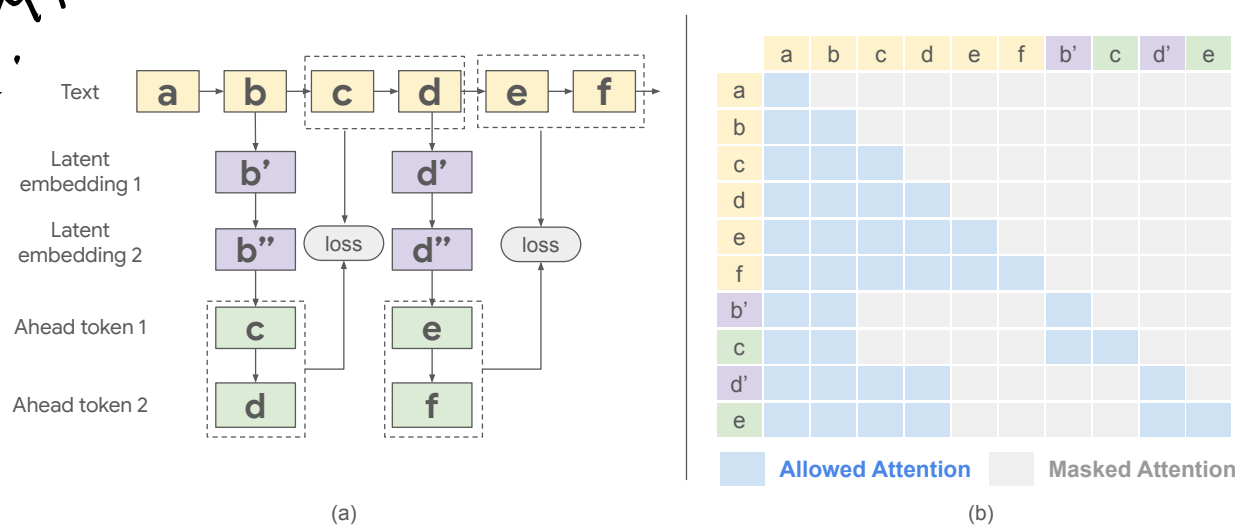 Text
a b c d e f
Latent
embedding 1
b’ d’
Latent
embedding 2
b” d”
loss loss
Ahead token 1
c e
Ahead token 2
d f
(a)
a b c d e f b’ c d’ e
a
b
c
d
e
f
b’
c
d’
e
Allowed Attention Masked Attention
(b)